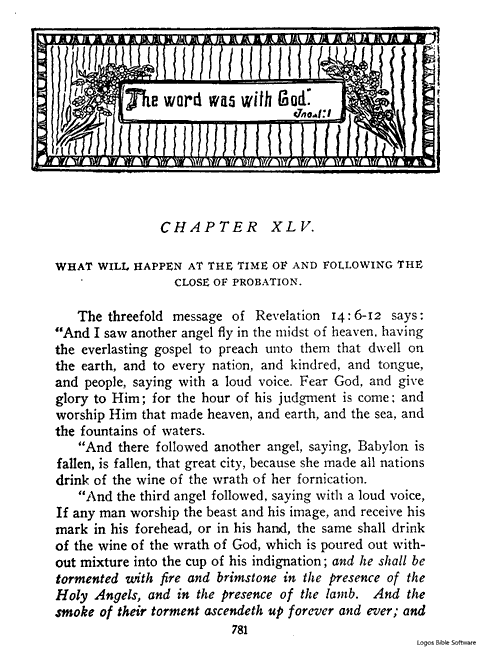 The word was with God."
Jno. 1:1
CHAPTER XLV.
WHAT WILL HAPPEN AT THE TIME OF AND FOLLOWING THE
CLOSE OF PROBATION.
The threefold message of Revelation 14:6-12 says:
"And I saw another angel fly in the midst of heaven, having
the everlasting gospel to preach unto them that dwell on
the earth, and to every nation, and kindred, and tongue,
and people, saying with a loud voice. Fear God, and give
glory to Him; for the hour of his judgment is come; and
worship Him that made heaven, and earth, and the sea, and
the fountains of waters.
"And there followed another angel, saying, Babylon is
fallen, is fallen, that great city, because she made all nations
drink of the wine of the wrath of her fornication.
"And the third angel followed, saying with a loud voice,
If any man worship the beast and his image, and receive his
mark in his forehead, or in his hand, the same shall drink
of the wine of the wrath of God, which is poured out with-
out mixture into the cup of his indignation; and he shall be
tormented with fire and brimstone in the presence of the
Holy Angels, and in the presence of the lamb. And the
smoke of their torment ascendeth up forever and ever; and
781
Logos Bible Software